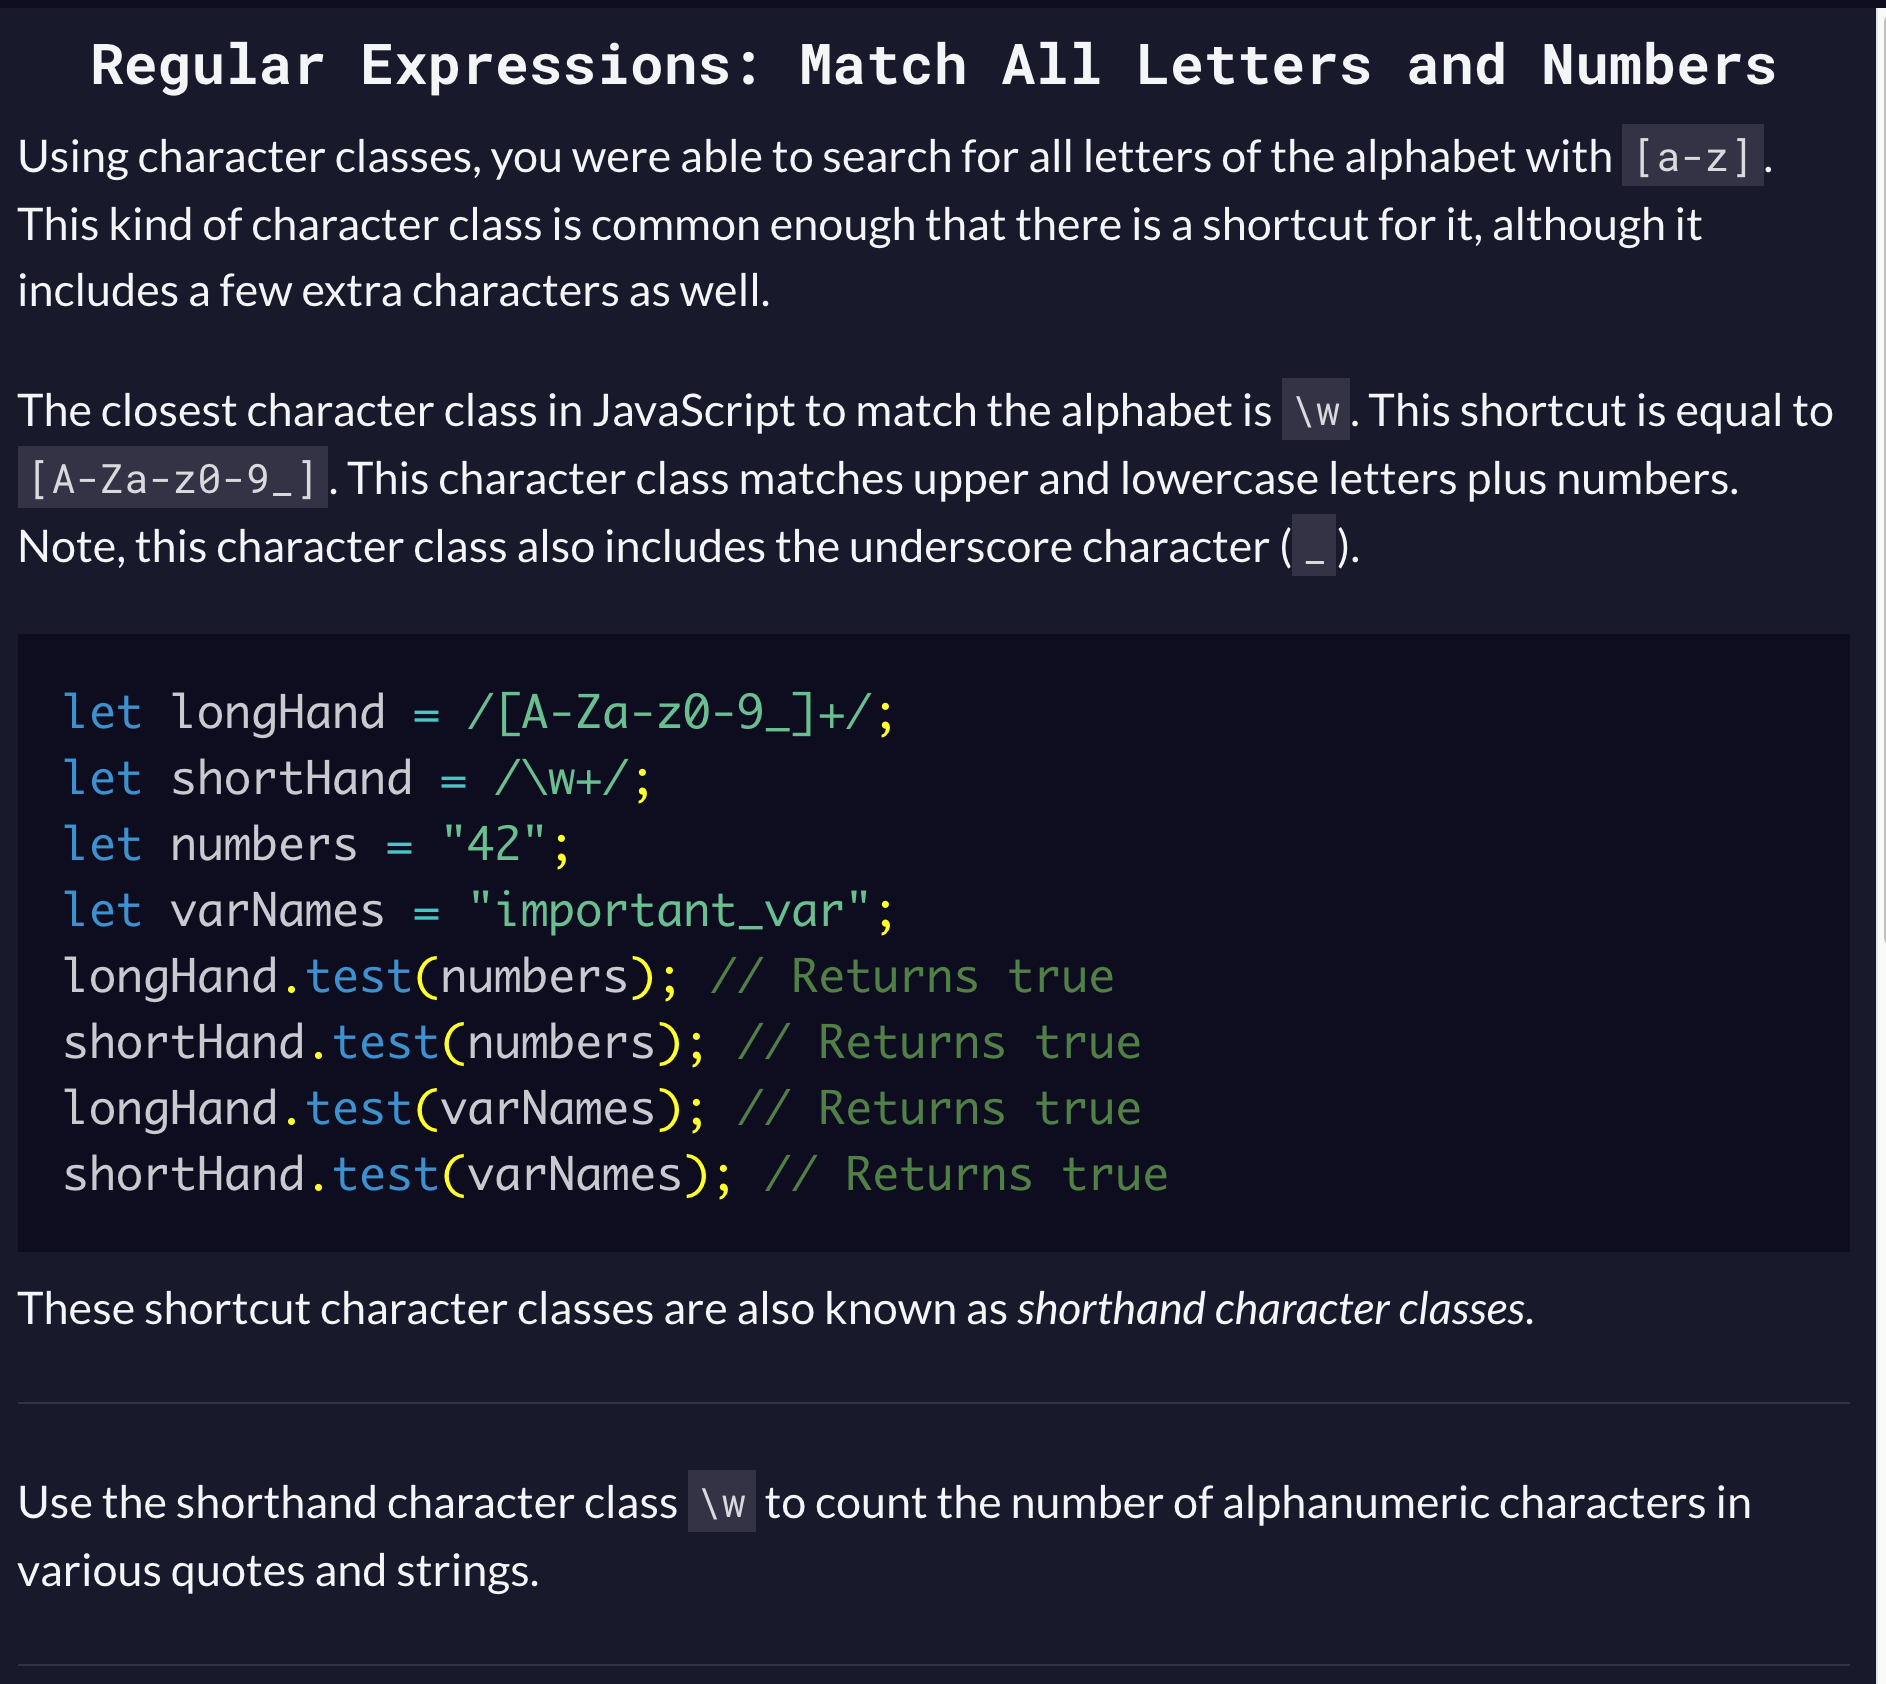 Regular Expressions: Match All Letters and Numbers
Using character classes, you were able to search for all letters of the alphabet with [a-z].
This kind of character class is common enough that there is a shortcut for it, although it
includes a few extra characters as well.
The closest character class in JavaScript to match the alphabet is \w. This shortcut is equal to
[A-Za-z0-9_]. This character class matches upper and lowercase letters plus numbers.
Note, this character class also includes the underscore character (_).
let longHand = /[A-Za-z0-9_]+/;
let shortHand = /\w+/;
let numbers = "42";
let varNames = "important_var";
longHand.test(numbers); // Returns true
shortHand.test(numbers); // Returns true
longHand.test(varNames); // Returns true
shortHand.test(varNames); // Returns true
These shortcut character classes are also known as shorthand character classes.
Use the shorthand character class \w to count the number of alphanumeric characters in
various quotes and strings.